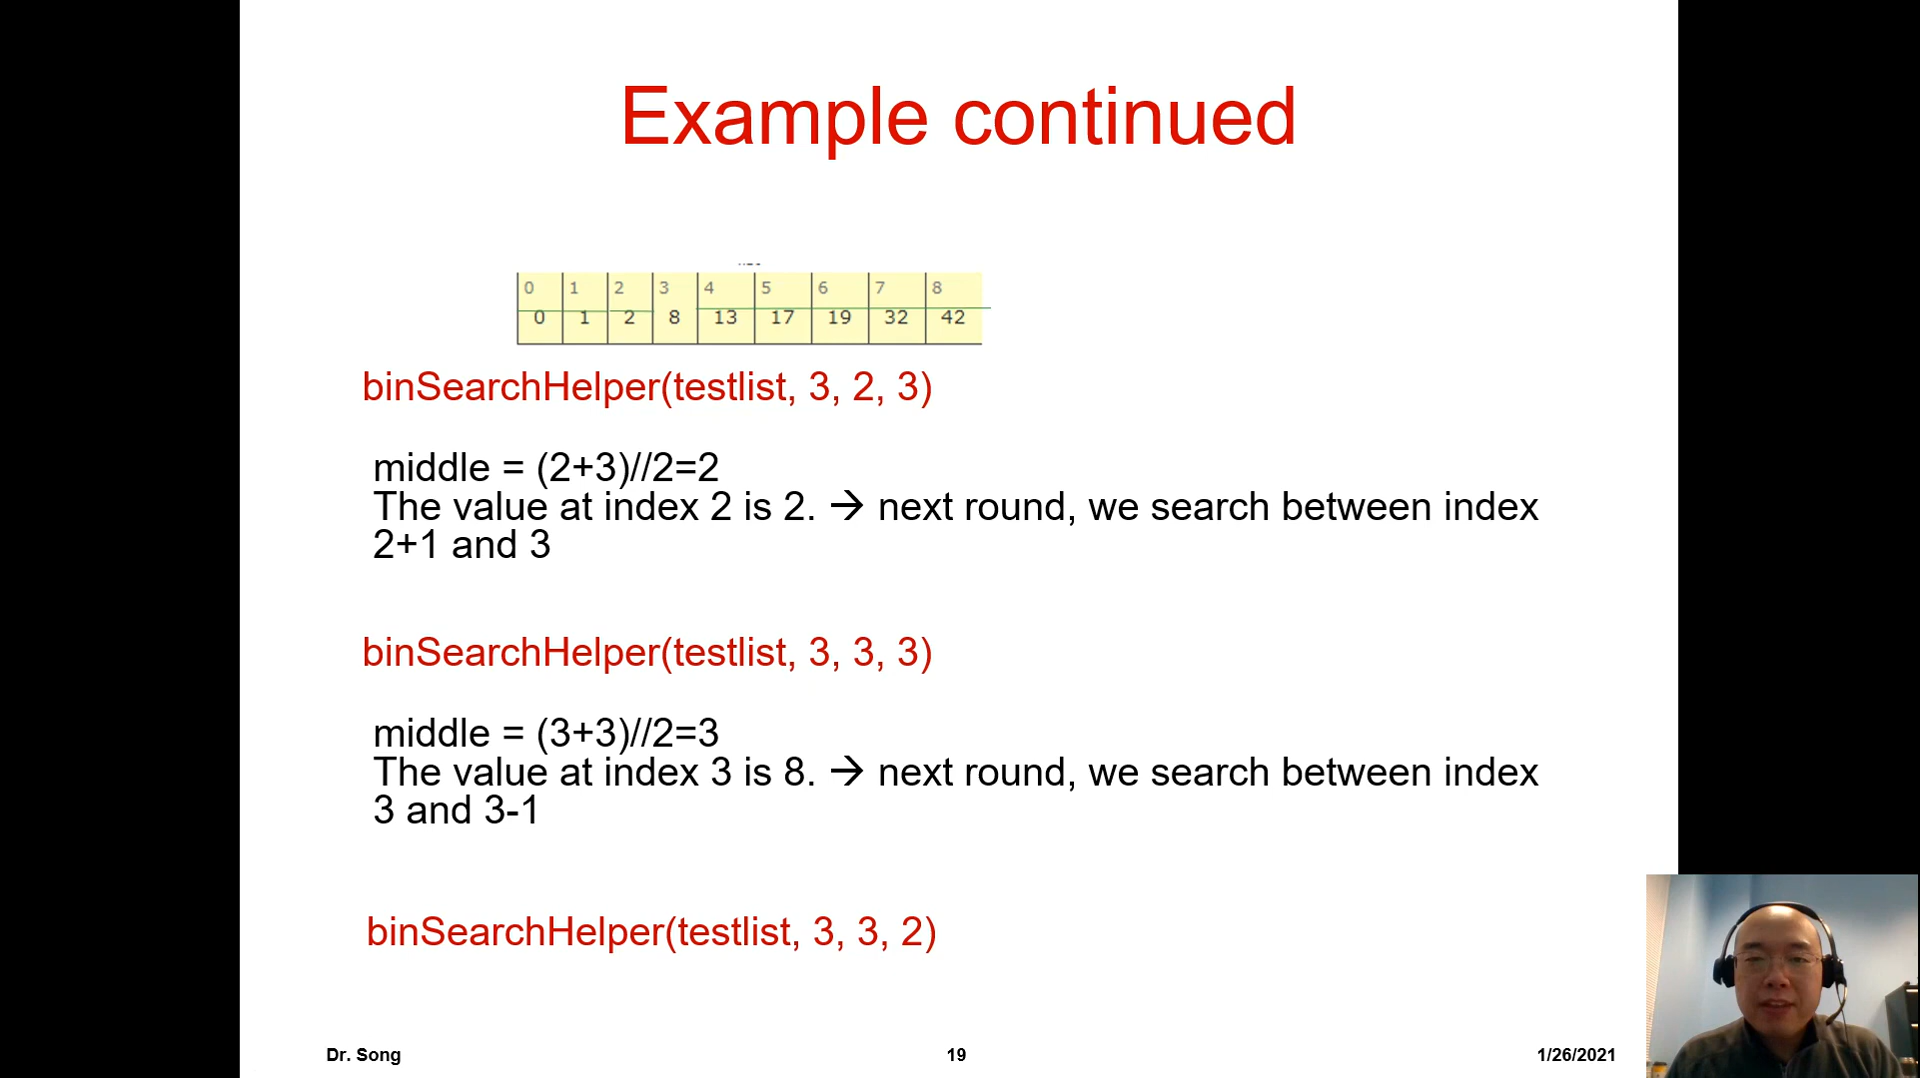 Example continued
0 1 2 3 4 5 6 7 8
0 1 2 8 13 17 19 32 42
binSearchHelper(testlist, 3, 2, 3)
middle = (2+3)//2=2
The value at index 2 is 2. → next round, we search between index
2+1 and 3
binSearchHelper(testlist, 3, 3, 3)
middle = (3+3)//2=3
The value at index 3 is 8. → next round, we search between index
3 and 3-1
binSearchHelper(testlist, 3, 3, 2)
Dr. Song 19 1/26/2021